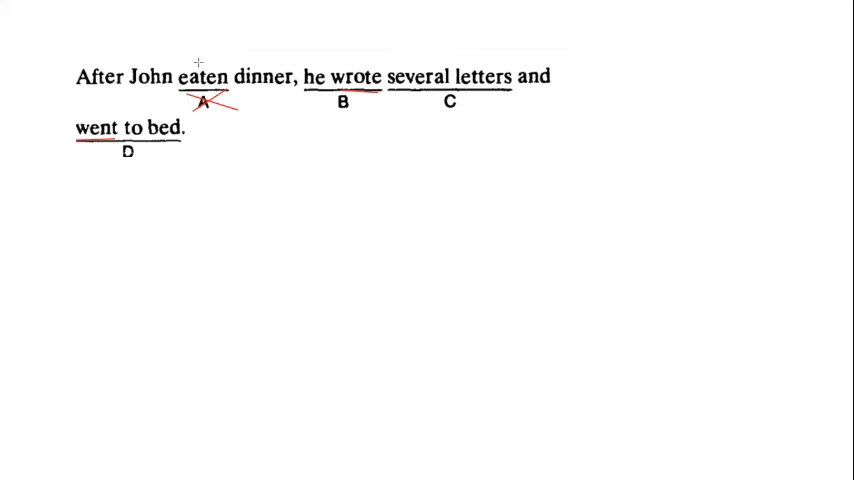 After John eaten dinner, he wrote several letters and
A B C
went to bed.
D